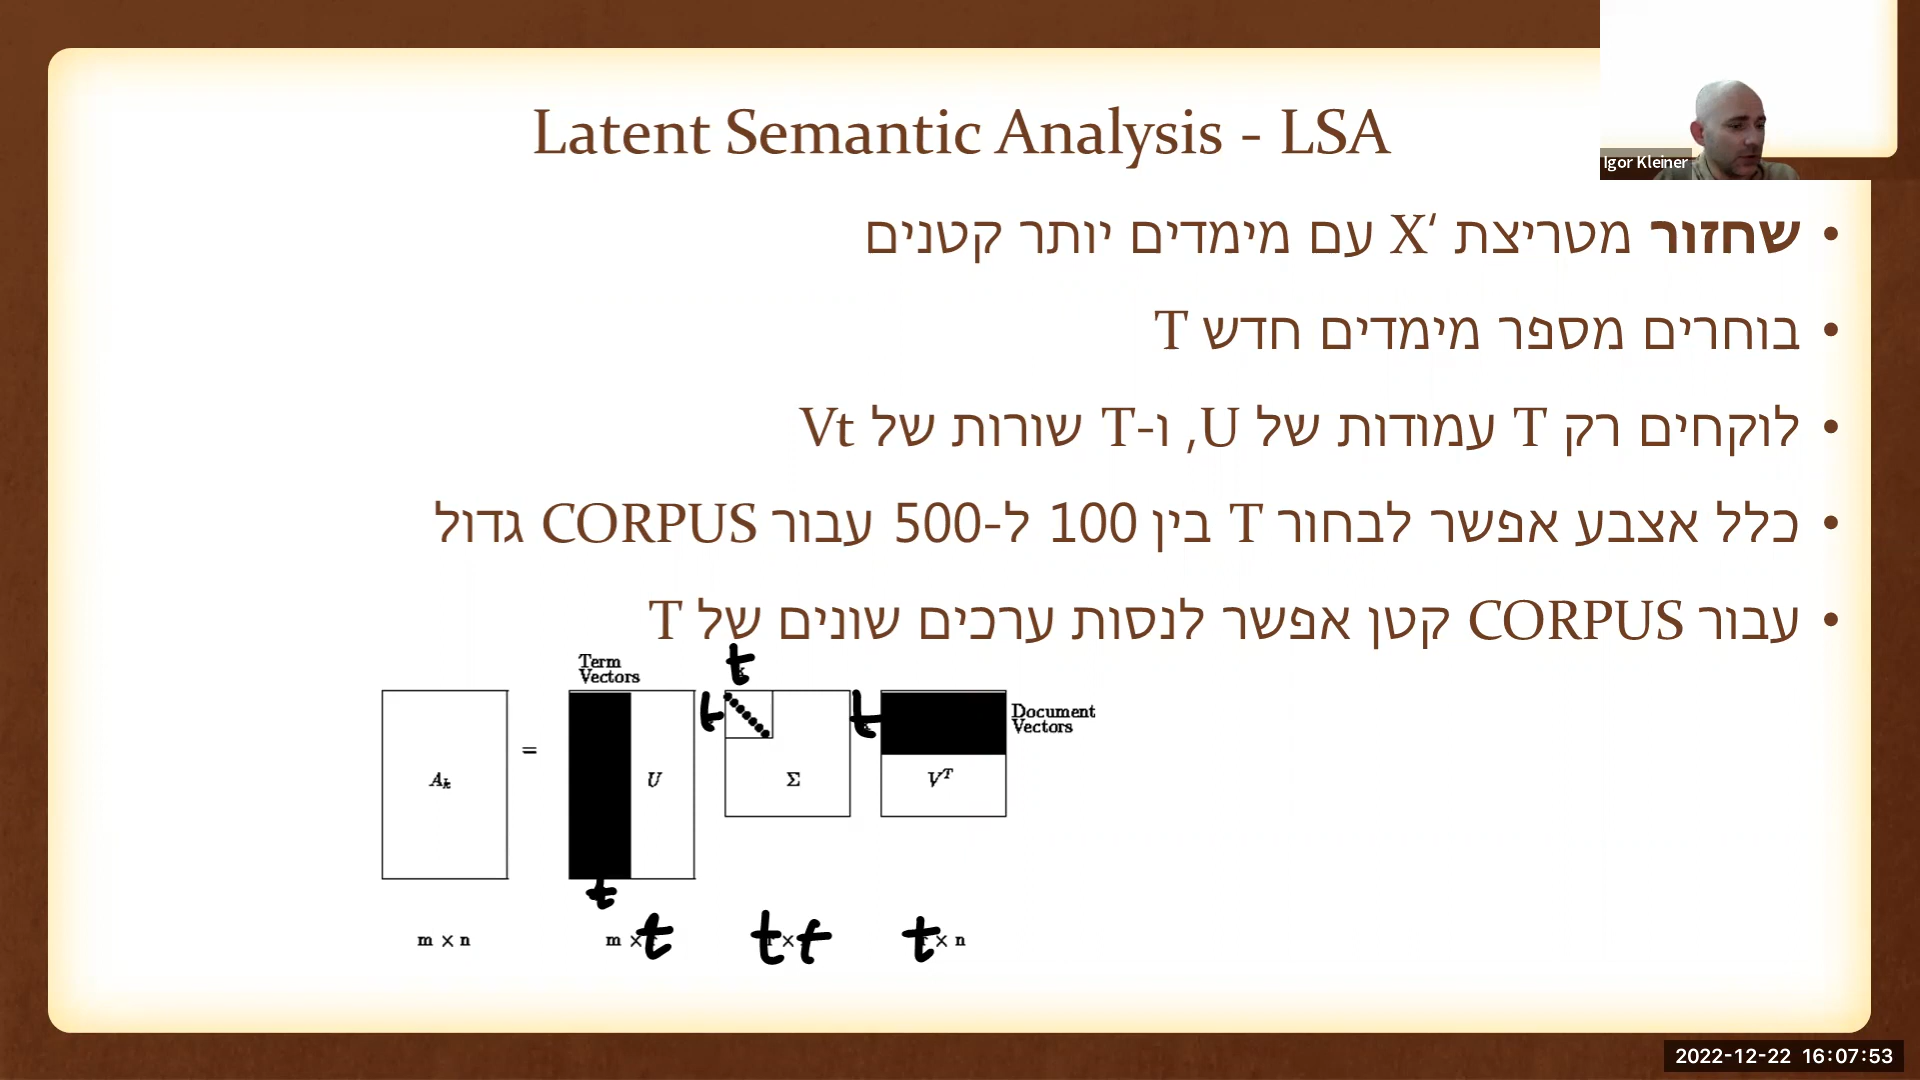 Latent Semantic Analysis - LSA
Igor Kleiner
• שחזור מטריצת X‘ עם מימדים יותר קטנים
• בוחרים מספר מימדים חדש T
• לוקחים רק T עמודות של U, ו-T שורות של Vt
• כלל אצבע אפשר לבחור T בין 100 ל-500 עבור CORPUS גדול
• עבור CORPUS קטן אפשר לנסות ערכים שונים של T
Term
Vectors
t
t
t
Document
Vectors
A_k = U Σ V^T
t
m × n
m × t
t × t
t × n
2022-12-22 16:07:53